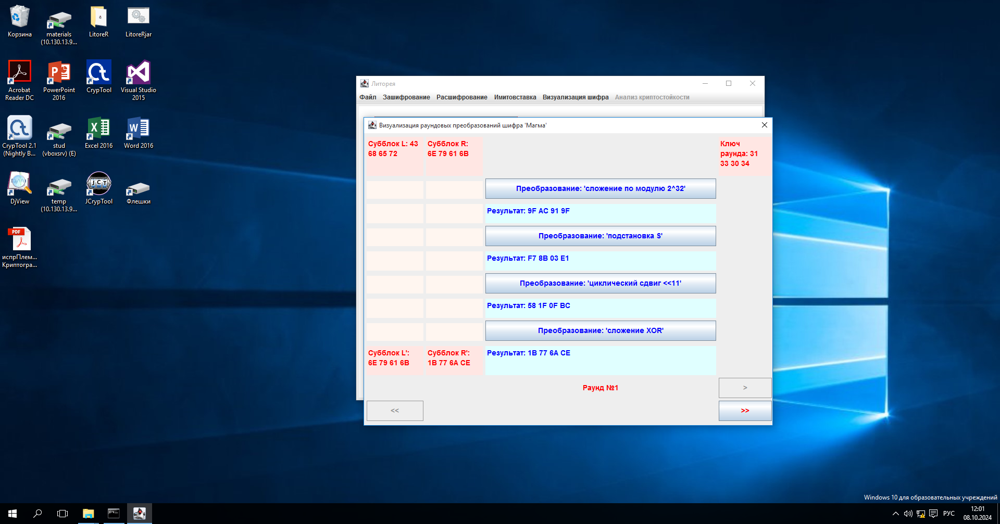 Корзина
materials
(10.130.13.9...
LitoreR
LitoreRjar
Acrobat
Reader DC
PowerPoint
2016
CrypTool
Visual Studio
2015
CrypTool 2.1
(Nightly B...
stud
(vboxsrv) (E)
Excel 2016
Word 2016
DjView
temp
(10.130.13.9...
JCT
JCrypTool
Флешки
PDF
испрПлем...
Криптогра...
Литорея
Файл Зашифрование Расшифрование Имитовставка Визуализация шифра Анализ криптостойкости
Визуализация раундовых преобразований шифра 'Магма'
Субблок L: 43
68 65 72
Субблок R:
6E 79 61 6B
Ключ
раунда: 31
33 30 34
Преобразование: 'сложение по модулю 2^32'
Результат: 9F AC 91 9F
Преобразование: 'подстановка S'
Результат: F7 8B 03 E1
Преобразование: 'циклический сдвиг <<11'
Результат: 58 1F 0F BC
Преобразование: 'сложение XOR'
Субблок L':
6E 79 61 6B
Субблок R':
1B 77 6A CE
Результат: 1B 77 6A CE
Раунд №1
>
<<
>>
Windows 10 для образовательных учреждений
РУС
12:01
08.10.2024